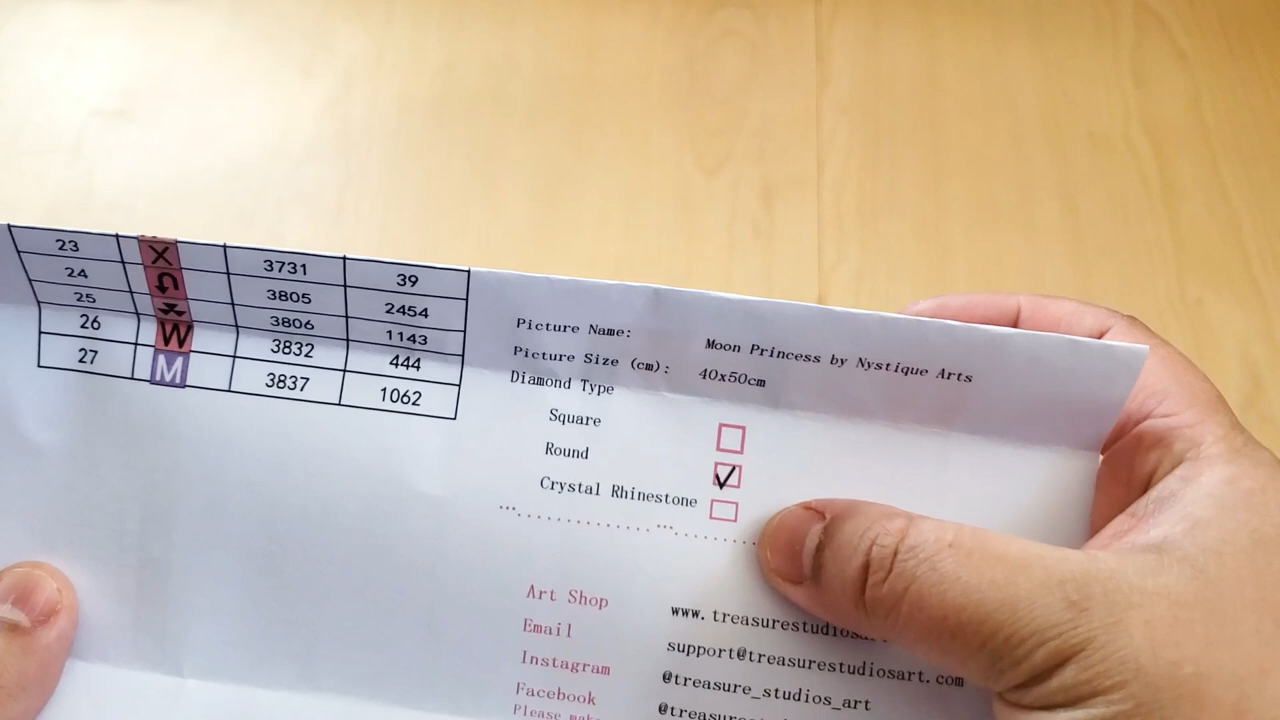 23 X 3731 39
24 3805 2454
25 3806 1143
26 W 3832 444
27 M 3837 1062
Picture Name: Moon Princess by Nystique Arts
Picture Size (cm): 40x50cm
Diamond Type
Square
Round
Crystal Rhinestone
Art Shop www.treasurestudios
Email support@treasurestudiosart.com
Instagram @treasure_studios_art
Facebook
Please